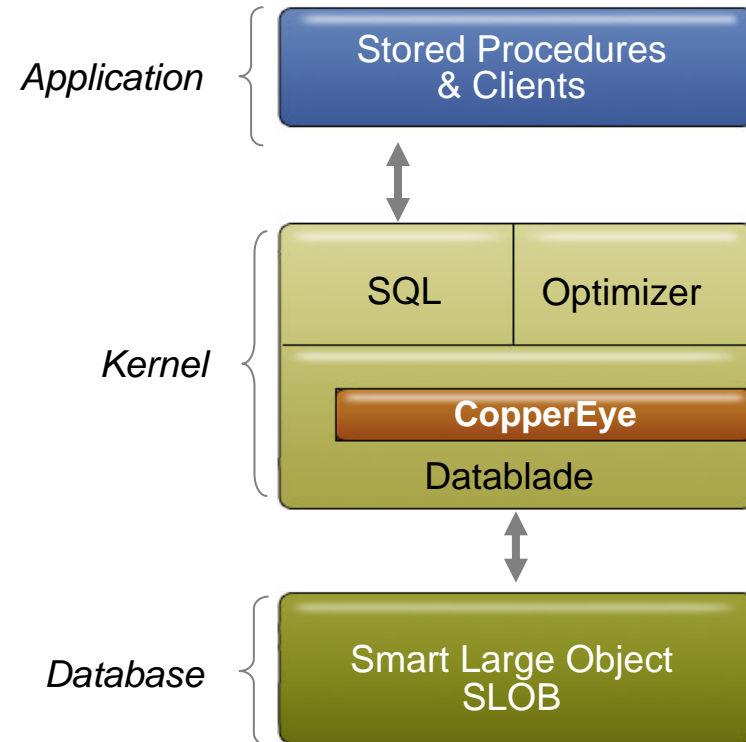 Application
Stored Procedures
& Clients
SQL
Optimizer
Kernel
CopperEye
Datablade
Database
Smart Large Object
SLOB